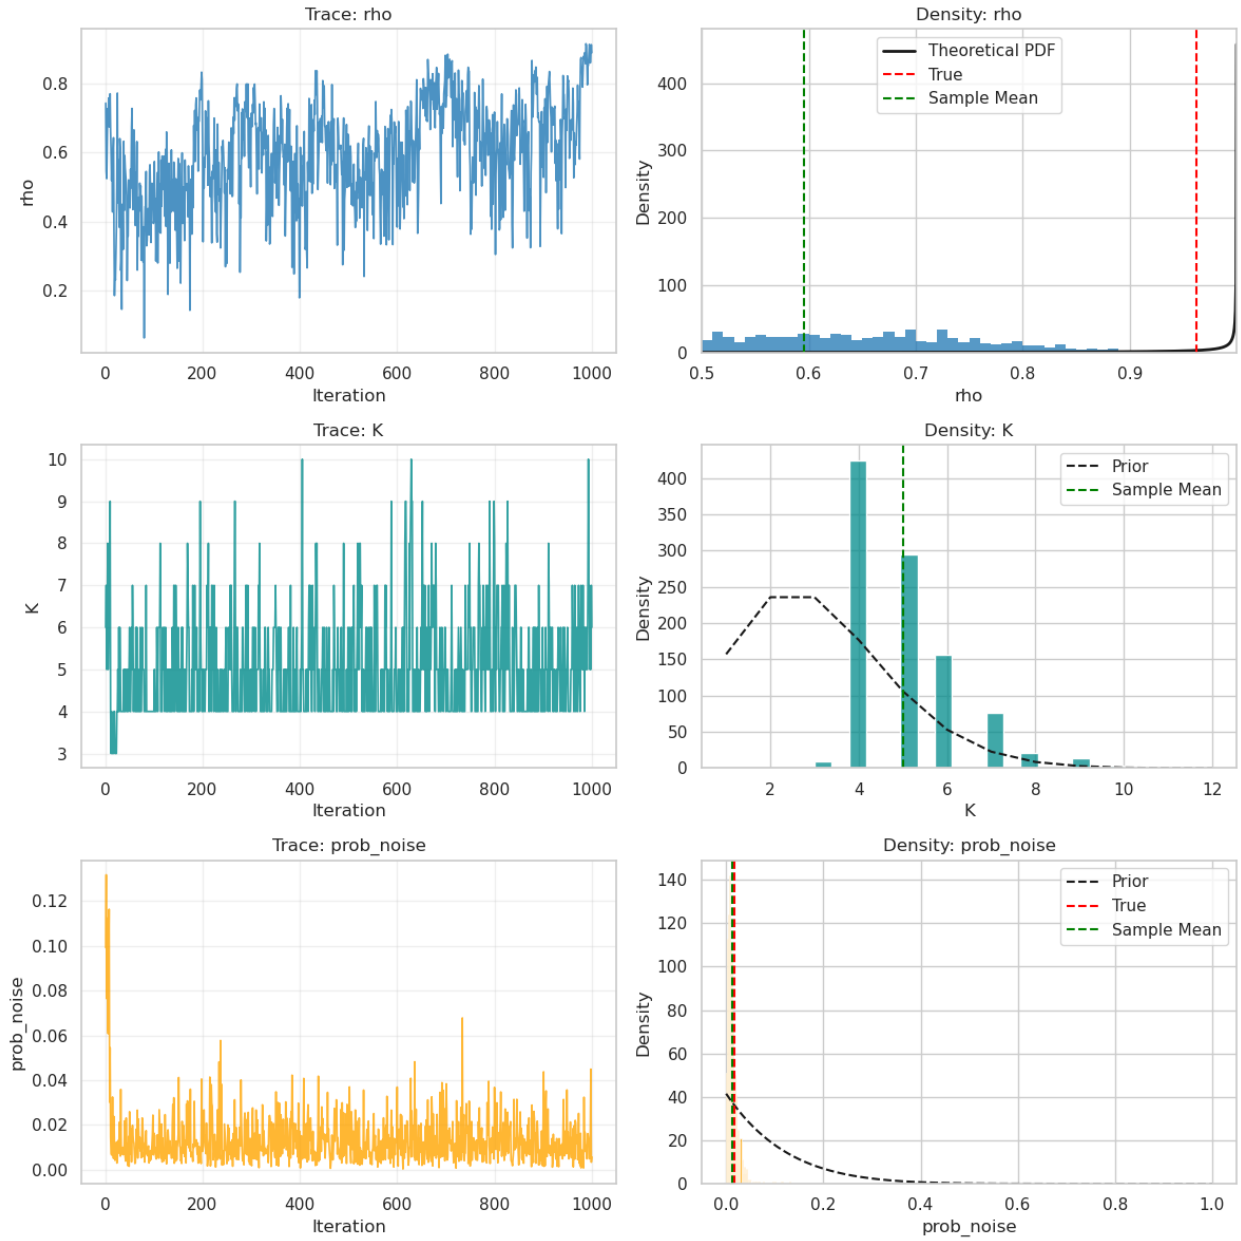 Trace: rho
0.8
0.6
0.4
0.2
rho
0
200
400
600
800
1000
Iteration
Density: rho
Theoretical PDF
True
Sample Mean
400
300
200
100
0
Density
0.5
0.6
0.7
0.8
0.9
rho
Trace: K
10
9
8
7
6
5
4
3
K
0
200
400
600
800
1000
Iteration
Density: K
Prior
Sample Mean
400
350
300
250
200
150
100
50
0
Density
2
4
6
8
10
12
K
Trace: prob_noise
0.12
0.10
0.08
0.06
0.04
0.02
0.00
prob_noise
0
200
400
600
800
1000
Iteration
Density: prob_noise
Prior
True
Sample Mean
140
120
100
80
60
40
20
0
Density
0.0
0.2
0.4
0.6
0.8
1.0
prob_noise